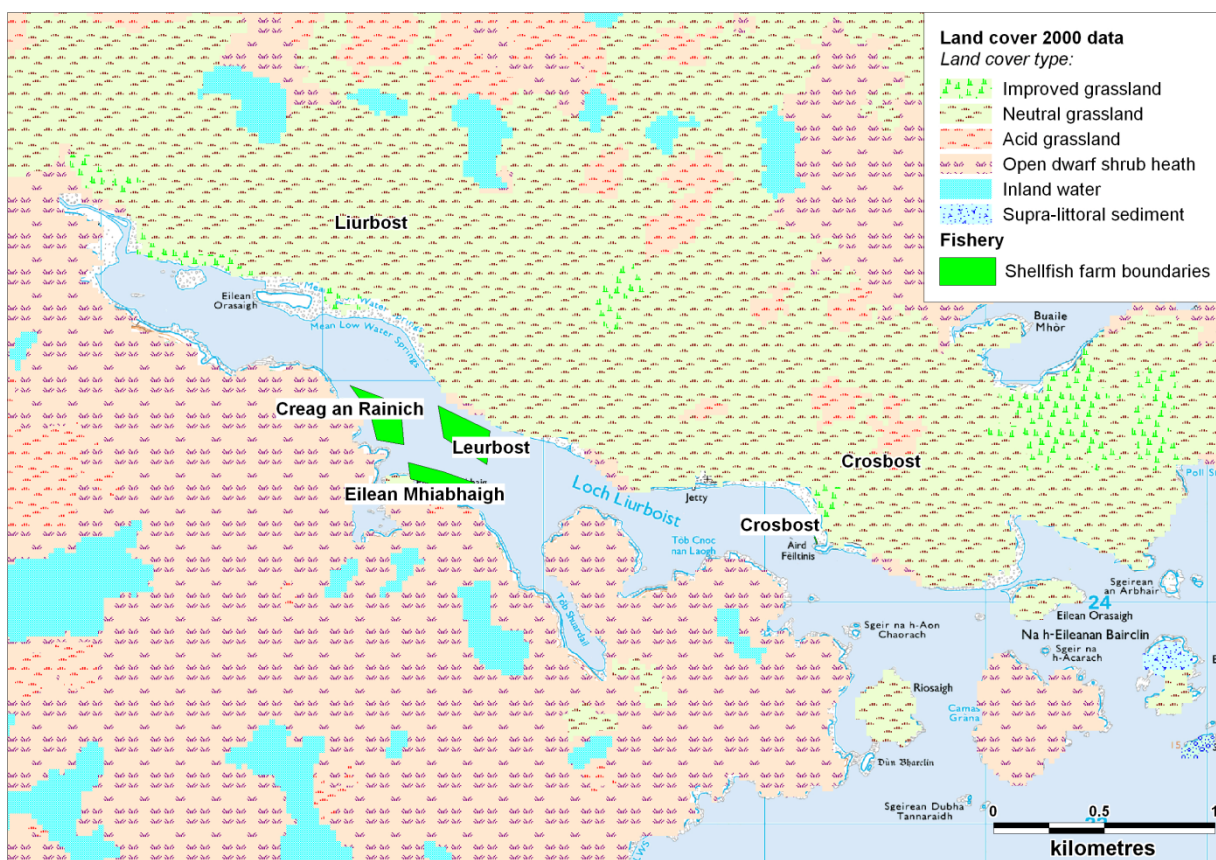 Land cover 2000 data
Land cover type:
Improved grassland
Neutral grassland
Acid grassland
Open dwarf shrub heath
Inland water
Supra-littoral sediment
Fishery
Shellfish farm boundaries
Liurbost
Eilean
Orasaigh
Mean Low Water Springs
Buaile
Mhòr
Creag an Rainich
Leurbost
Eilean Mhiabhaigh
Crosbost
Loch Liurboist
Jetty
Crosbost
Aird
Fèiltinis
Tòb Cnoc
nan Laogh
Tòb Shuardail
Sgeirean
an Arbhair
24
Eilean Orasaigh
Sgeir na h-Aon
Chaorach
Na h-Eileanan Bairclin
Sgeir na
h-Acarach
Riosaigh
Camas
Grana
Dùn Bharclin
Sgeirean Dubha
Tannaraidh
0
0.5
1
kilometres